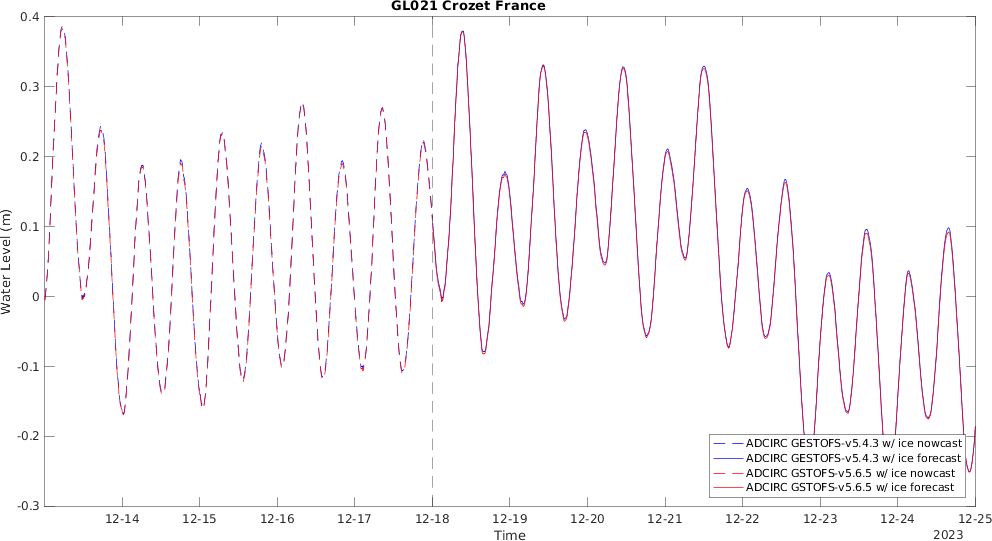 GL021 Crozet France
0.4
0.3
0.2
0.1
0
-0.1
-0.2
-0.3
Water Level (m)
ADCIRC GESTOFS-v5.4.3 w/ ice nowcast
ADCIRC GESTOFS-v5.4.3 w/ ice forecast
ADCIRC GSTOFS-v5.6.5 w/ ice nowcast
ADCIRC GSTOFS-v5.6.5 w/ ice forecast
12-14 12-15 12-16 12-17 12-18 12-19 12-20 12-21 12-22 12-23 12-24 12-25
Time
2023